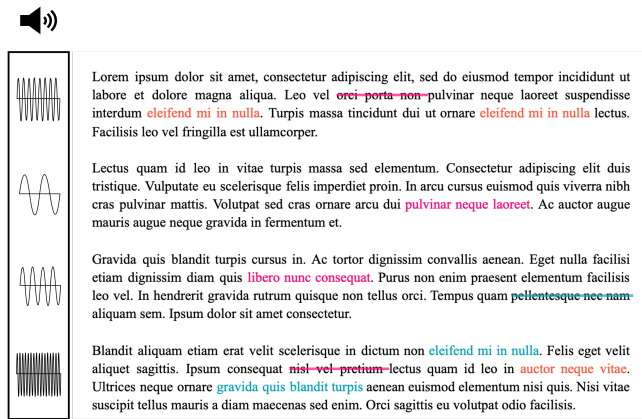 Lorem ipsum dolor sit amet, consectetur adipiscing elit, sed do eiusmod tempor incididunt ut
labore et dolore magna aliqua. Leo vel orci porta non pulvinar neque laoreet suspendisse
interdum eleifend mi in nulla. Turpis massa tincidunt dui ut ornare eleifend mi in nulla lectus.
Facilisis leo vel fringilla est ullamcorper.
Lectus quam id leo in vitae turpis massa sed elementum. Consectetur adipiscing elit duis
tristique. Vulputate eu scelerisque felis imperdiet proin. In arcu cursus euismod quis viverra nibh
cras pulvinar mattis. Volutpat sed cras ornare arcu dui pulvinar neque laoreet. Ac auctor augue
mauris augue neque gravida in fermentum et.
Gravida quis blandit turpis cursus in. Ac tortor dignissim convallis aenean. Eget nulla facilisi
etiam dignissim diam quis libero nunc consequat. Purus non enim praesent elementum facilisis
leo vel. In hendrerit gravida rutrum quisque non tellus orci. Tempus quam pellentesque nec nam
aliquam sem. Ipsum dolor sit amet consectetur.
Blandit aliquam etiam erat velit scelerisque in dictum non eleifend mi in nulla. Felis eget velit
aliquet sagittis. Ipsum consequat nisl vel pretium lectus quam id leo in auctor neque vitae.
Ultrices neque ornare gravida quis blandit turpis aenean euismod elementum nisi quis. Nisi vitae
suscipit tellus mauris a diam maecenas sed enim. Orci sagittis eu volutpat odio facilisis.